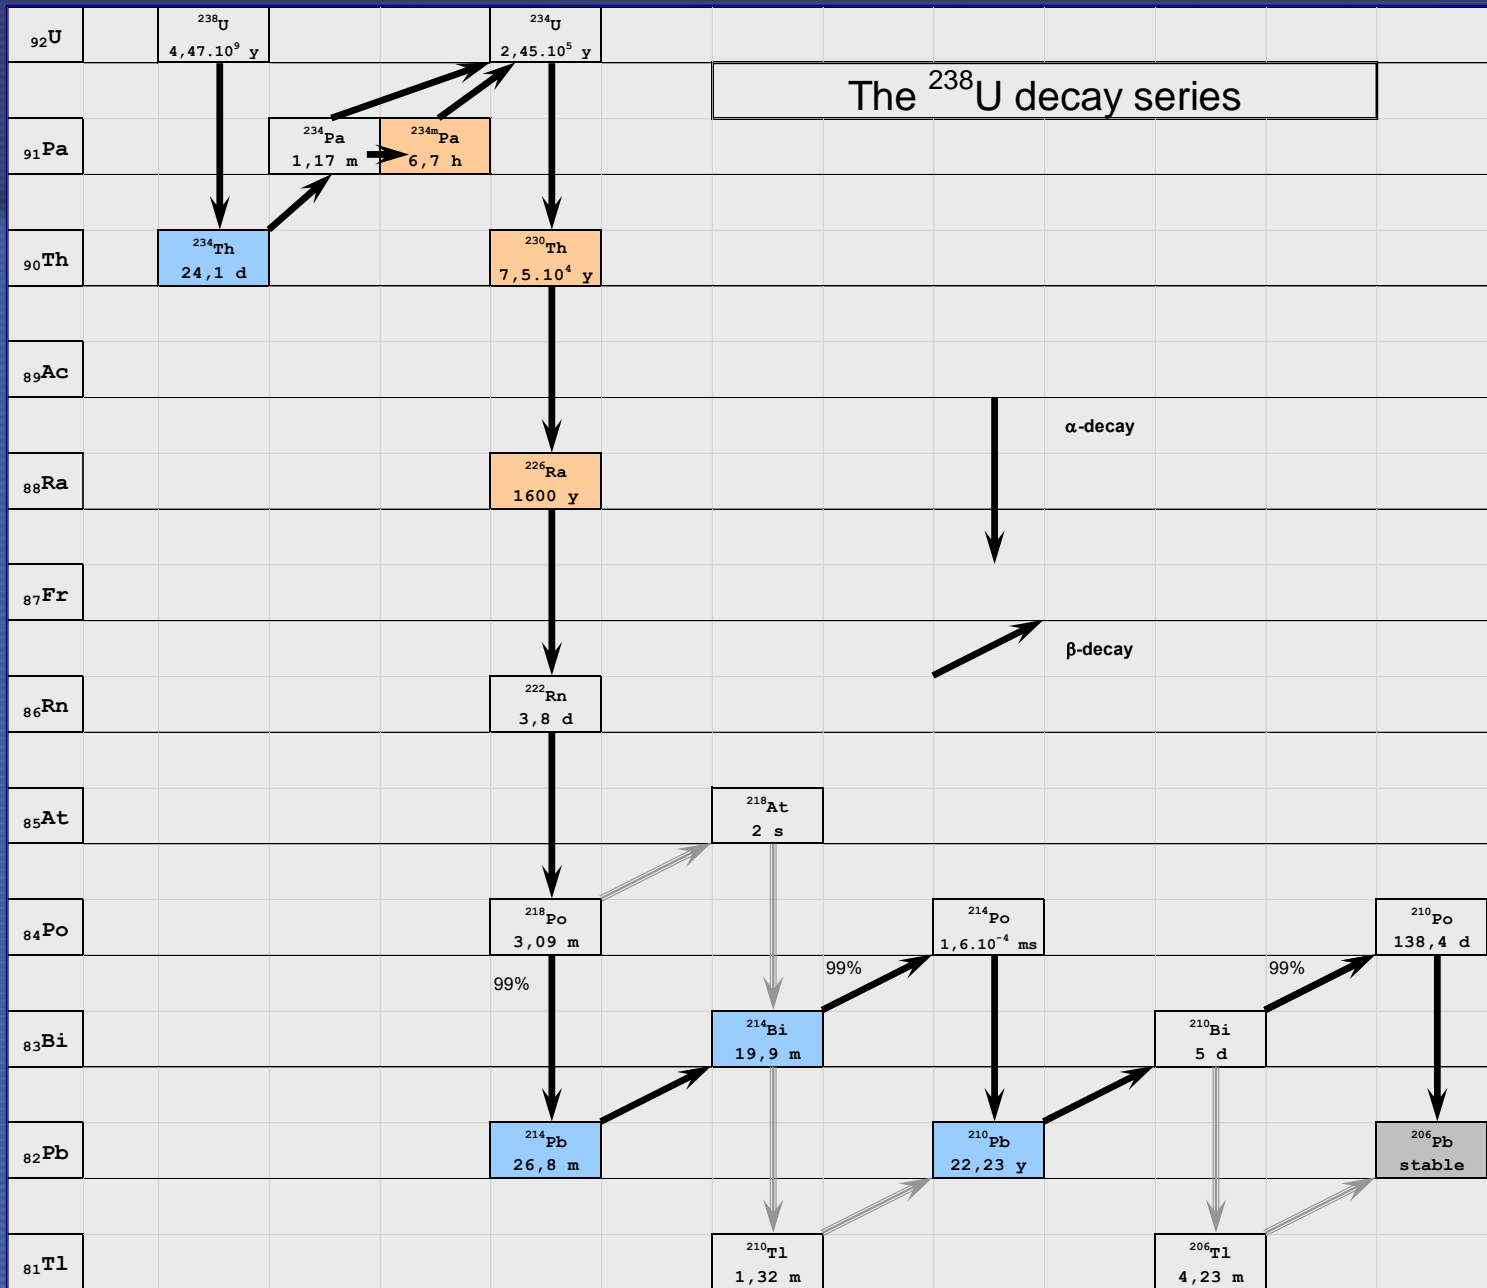 ₉₂U
²³⁸U
4,47.10⁹ y
²³⁴U
2,45.10⁵ y
The ²³⁸U decay series
₉₁Pa
²³⁴Pa
1,17 m
²³⁴ᵐPa
6,7 h
₉₀Th
²³⁴Th
24,1 d
²³⁰Th
7,5.10⁴ y
₈₉Ac
α-decay
₈₈Ra
²²⁶Ra
1600 y
₈₇Fr
β-decay
₈₆Rn
²²²Rn
3,8 d
₈₅At
²¹⁸At
2 s
₈₄Po
²¹⁸Po
3,09 m
²¹⁴Po
1,6.10⁻⁴ ms
²¹⁰Po
138,4 d
99%
99%
99%
₈₃Bi
²¹⁴Bi
19,9 m
²¹⁰Bi
5 d
₈₂Pb
²¹⁴Pb
26,8 m
²¹⁰Pb
22,23 y
²⁰⁶Pb
stable
₈₁Tl
²¹⁰Tl
1,32 m
²⁰⁶Tl
4,23 m